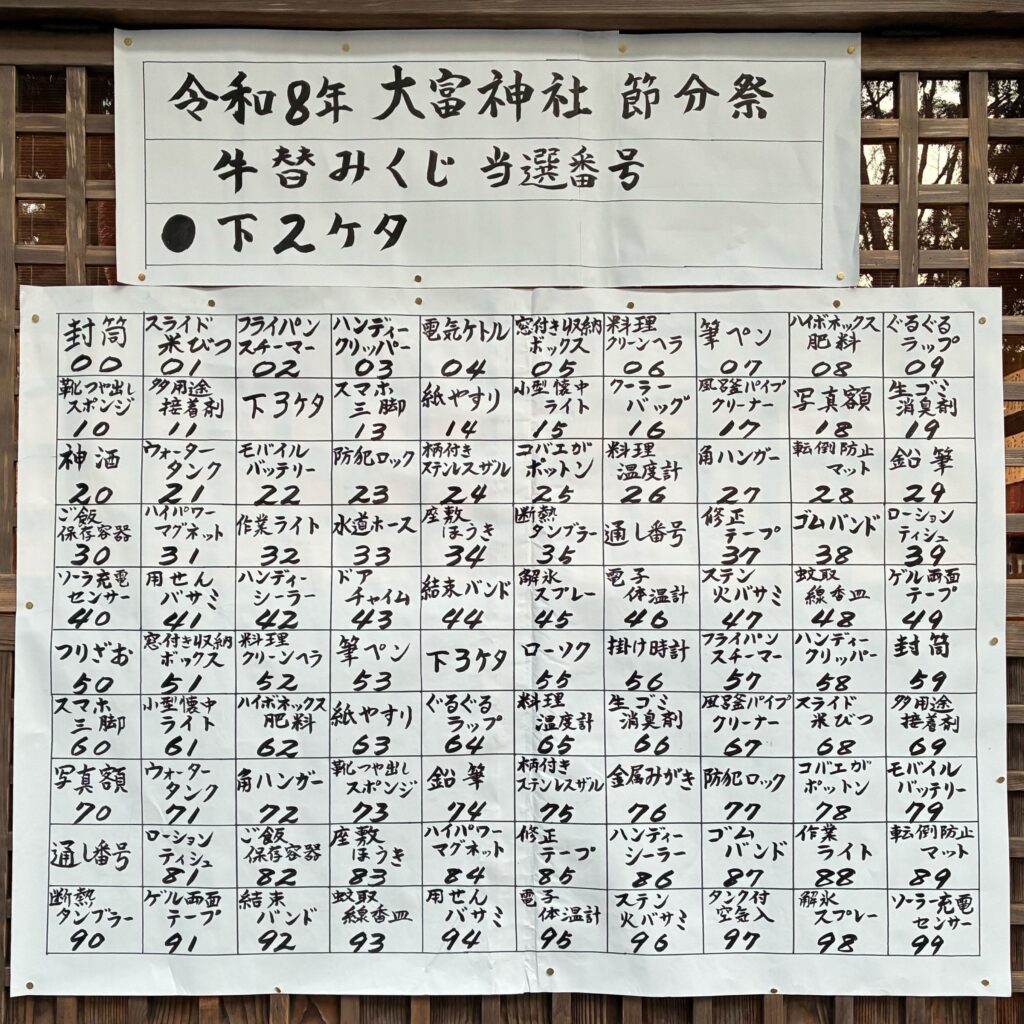 令和8年 大富神社 節分祭
牛替みくじ 当選番号
●下2ケタ
封筒 00
スライド米びつ 01
フライパンスチーマー 02
ハンディークリッパー 03
電気ケトル 04
窓付き収納ボックス 05
料理クリーンヘラ 06
筆ペン 07
ハイポネックス肥料 08
ぐるぐるラップ 09
靴つや出しスポンジ 10
多用途接着剤 11
下3ケタ
スマホ三脚 13
紙やすり 14
小型懐中ライト 15
クーラーバッグ 16
風呂釜パイプクリーナー 17
写真額 18
生ゴミ消臭剤 19
神酒 20
ウォータータンク 21
モバイルバッテリー 22
防犯ロック 23
柄付きステンレスザル 24
コバエがポットン 25
料理温度計 26
角ハンガー 27
転倒防止マット 28
鉛筆 29
ご飯保存容器 30
ハイパワーマグネット 31
作業ライト 32
水道ホース 33
座敷ほうき 34
断熱タンブラー 35
通し番号
修正テープ 37
ゴムバンド 38
ローションティシュ 39
ソーラ充電センサー 40
用せんバサミ 41
ハンディーシーラー 42
ドアチャイム 43
結束バンド 44
解氷スプレー 45
電子体温計 46
ステン火バサミ 47
蚊取線香皿 48
ゲル両面テープ 49
つりざお 50
窓付き収納ボックス 51
料理クリーンヘラ 52
筆ペン 53
下3ケタ
ローソク 55
掛け時計 56
フライパンスチーマー 57
ハンディークリッパー 58
封筒 59
スマホ三脚 60
小型懐中ライト 61
ハイポネックス肥料 62
紙やすり 63
ぐるぐるラップ 64
料理温度計 65
生ゴミ消臭剤 66
風呂釜パイプクリーナー 67
スライド米びつ 68
多用途接着剤 69
写真額 70
ウォータータンク 71
角ハンガー 72
靴つや出しスポンジ 73
鉛筆 74
柄付きステンレスザル 75
金属みがき 76
防犯ロック 77
コバエがポットン 78
モバイルバッテリー 79
通し番号
ローションティシュ 81
ご飯保存容器 82
座敷ほうき 83
ハイパワーマグネット 84
修正テープ 85
ハンディーシーラー 86
ゴムバンド 87
作業ライト 88
転倒防止マット 89
断熱タンブラー 90
ゲル両面テープ 91
結束バンド 92
蚊取線香皿 93
用せんバサミ 94
電子体温計 95
ステン火バサミ 96
タンク付空気入 97
解氷スプレー 98
ソーラー充電センサー 99